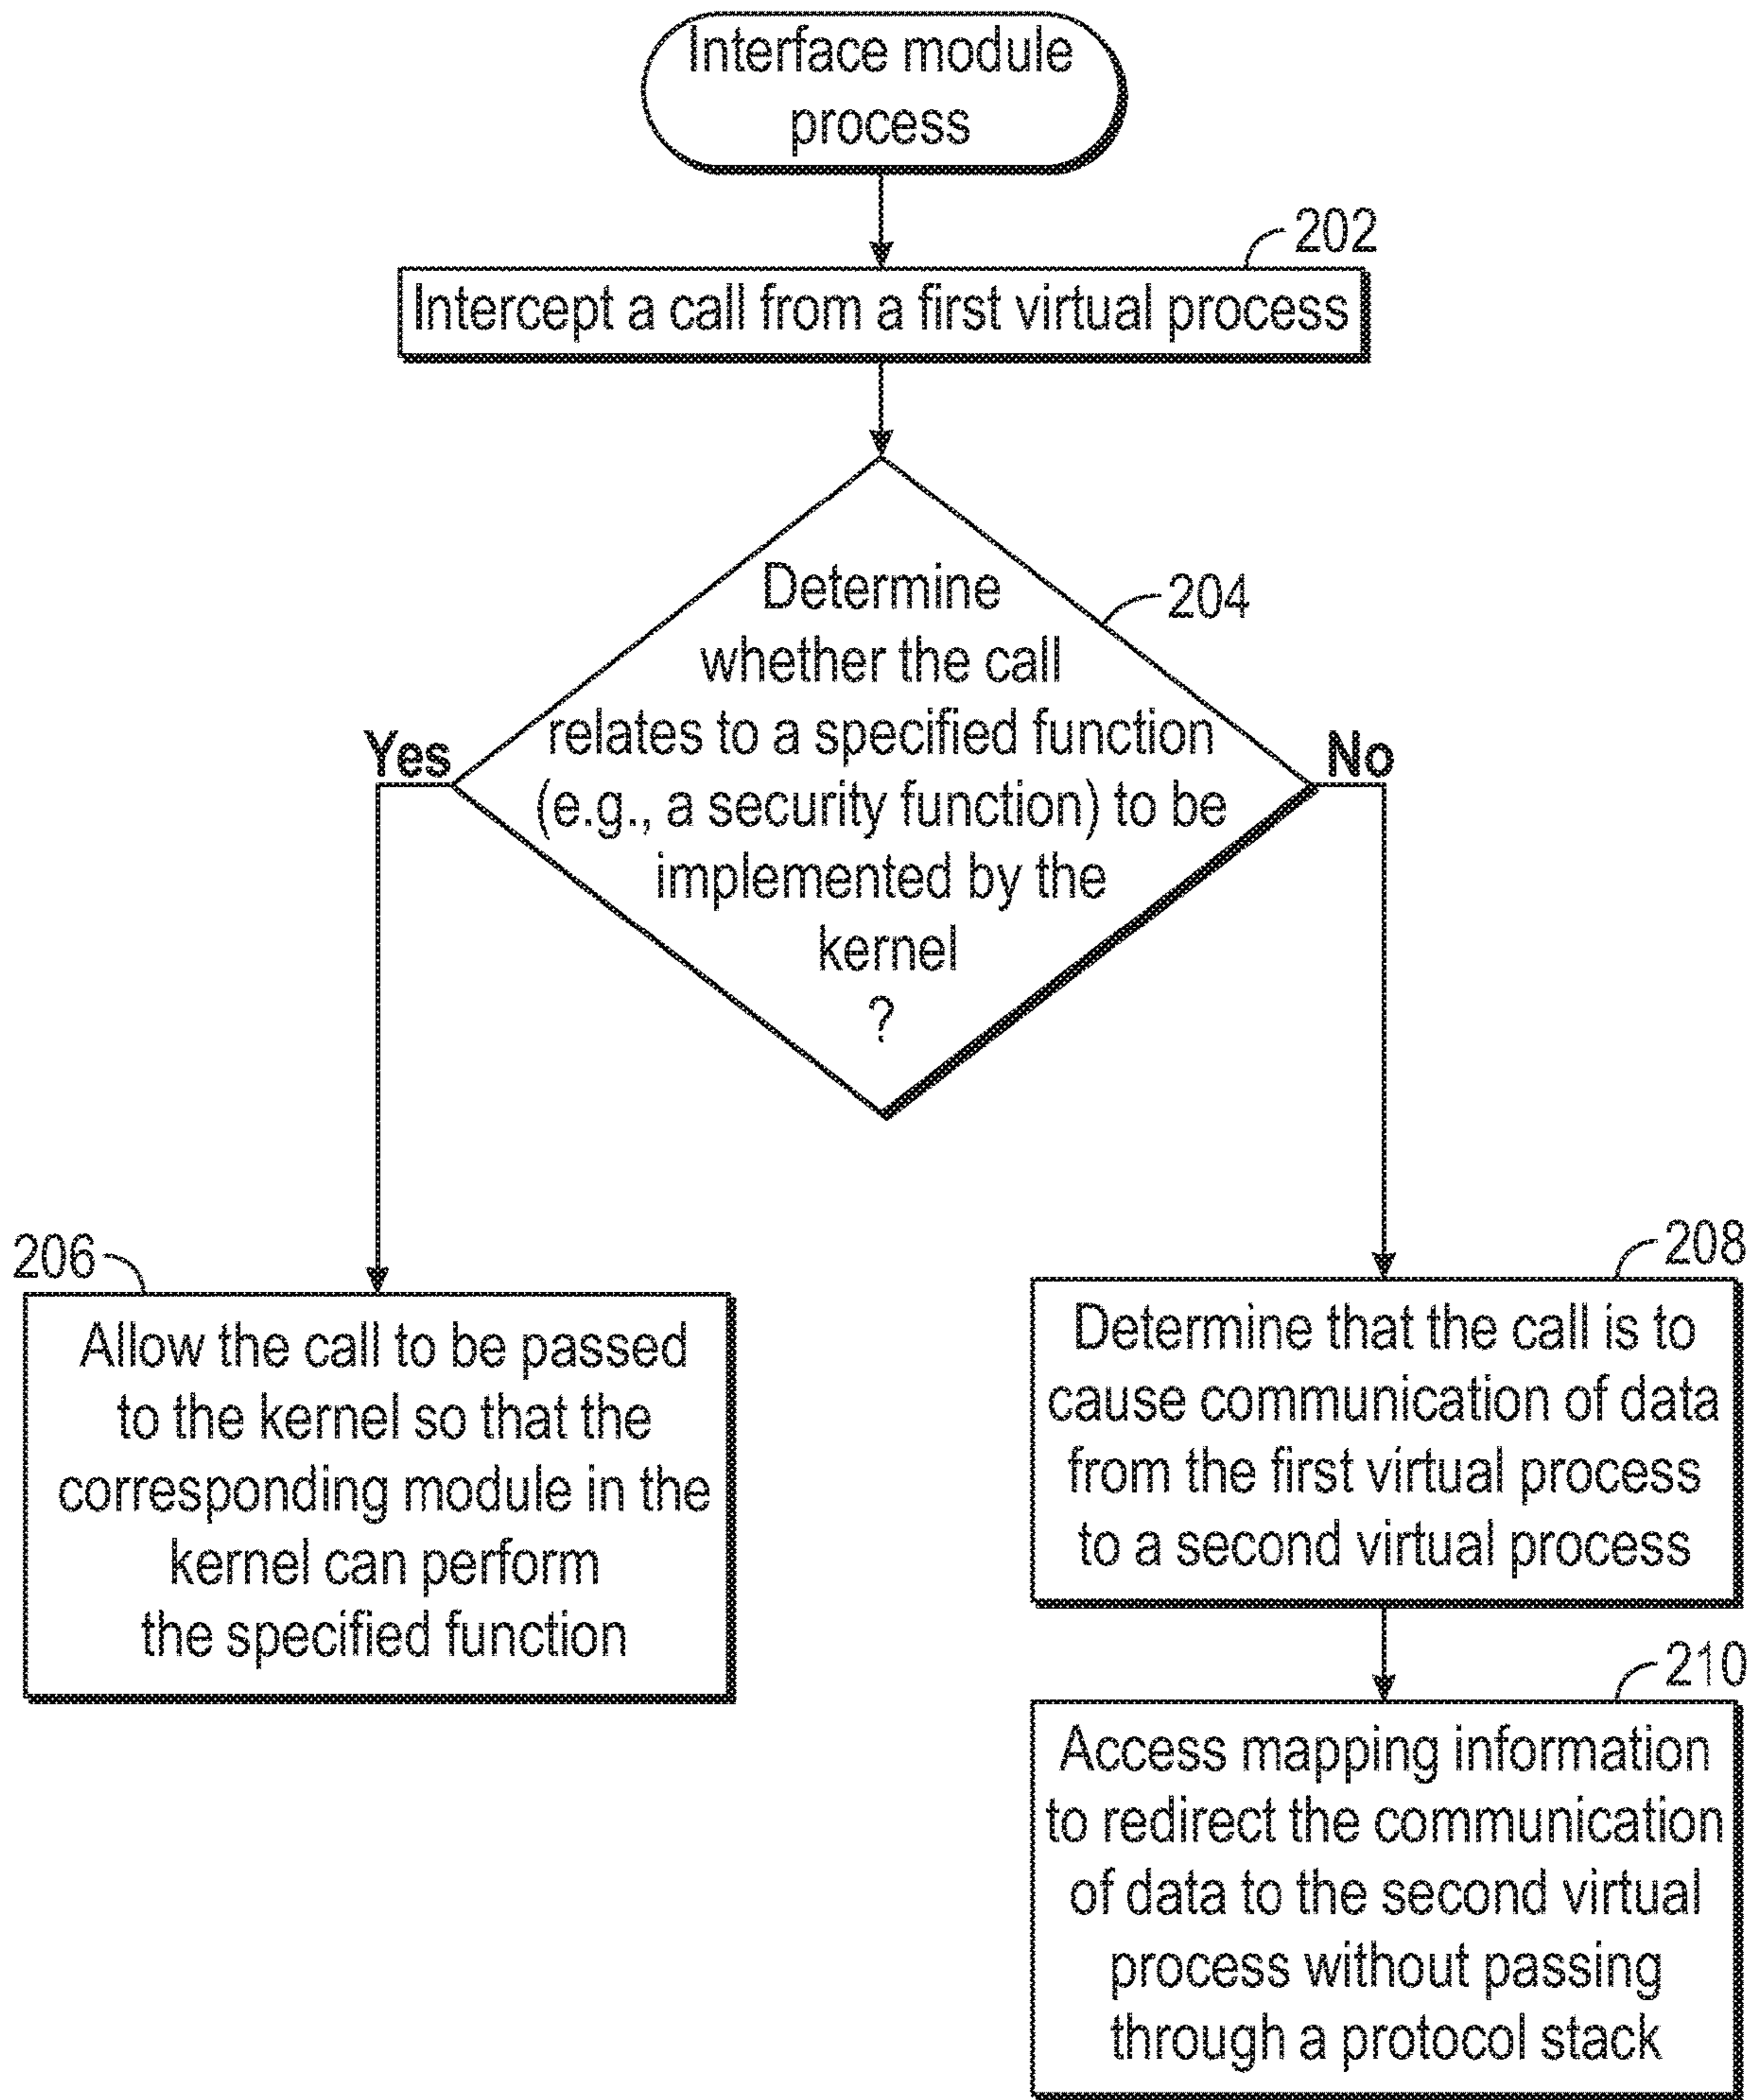 Interface module
process
202
Intercept a call from a first virtual process
204
Determine
whether the call
relates to a specified function
(e.g., a security function) to be
implemented by the
kernel
?
Yes
No
206
Allow the call to be passed
to the kernel so that the
corresponding module in the
kernel can perform
the specified function
208
Determine that the call is to
cause communication of data
from the first virtual process
to a second virtual process
210
Access mapping information
to redirect the communication
of data to the second virtual
process without passing
through a protocol stack